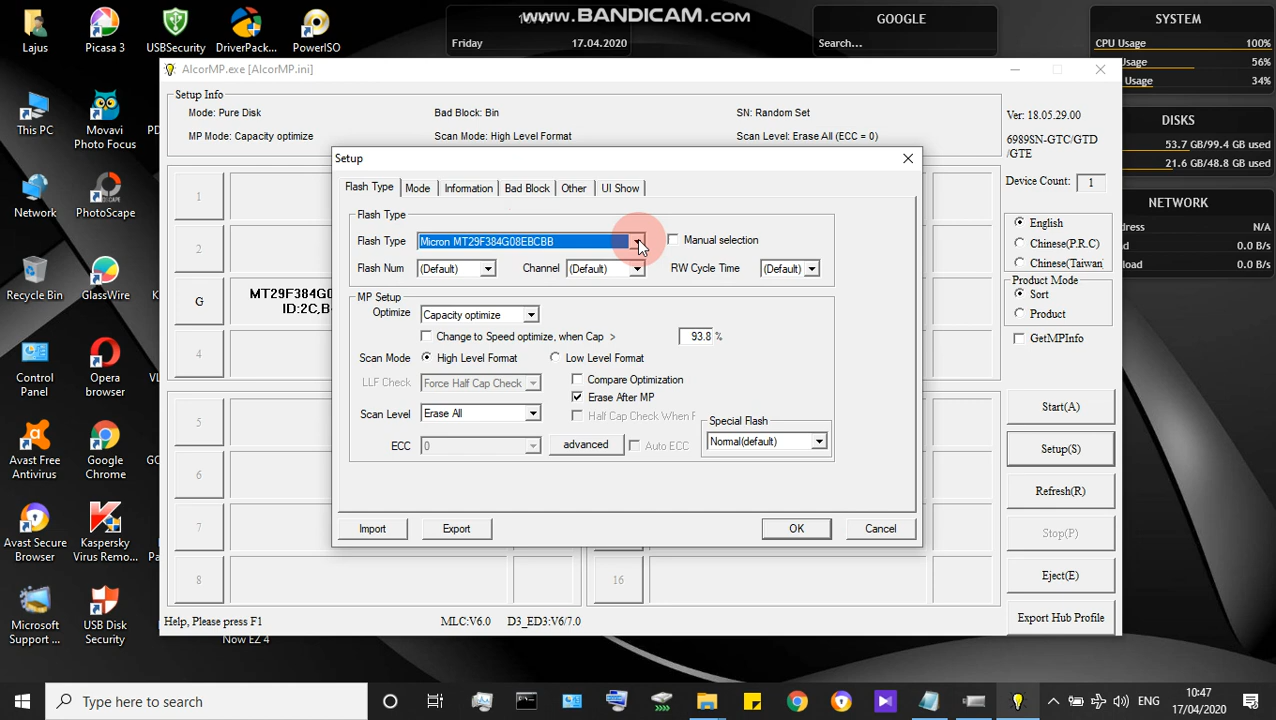 www.BANDICAM.com
Friday 17.04.2020
GOOGLE
Search...
SYSTEM
CPU Usage 100%
Usage 56%
Usage 34%
DISKS
53.7 GB/99.4 GB used
21.6 GB/48.8 GB used
NETWORK
N/A
0.0
0.0
Lajus
Picasa 3
USBSecurity
DriverPack...
PowerISO
This PC
Movavi Photo Focus
Network
PhotoScape
Recycle Bin
GlassWire
Control Panel
Opera browser
Avast Free Antivirus
Google Chrome
Avast Secure Browser
Kaspersky Virus Remo...
Microsoft Support ...
USB Disk Security
Now EZ 4
AlcorMP.exe [AlcorMP.ini]
Setup Info
Mode: Pure Disk
Bad Block: Bin
SN: Random Set
MP Mode: Capacity optimize
Scan Mode: High Level Format
Scan Level: Erase All (ECC = 0)
Ver: 18.05.29.00
6989SN-GTC/GTD
/GTE
Device Count: 1
English
Chinese(P.R.C)
Chinese(Taiwan
Product Mode
Sort
Product
GetMPInfo
Start(A)
Setup(S)
Refresh(R)
Stop(P)
Eject(E)
Export Hub Profile
1
2
G
MT29F384G0
ID:2C,B
4
5
6
7
8
16
Help, Please press F1
MLC:V6.0
D3_ED3:V6/7.0
Setup
Flash Type
Mode
Information
Bad Block
Other
UI Show
Flash Type
Flash Type Micron MT29F384G08EBCBB
Manual selection
Flash Num (Default)
Channel (Default)
RW Cycle Time (Default)
MP Setup
Optimize Capacity optimize
Change to Speed optimize, when Cap > 93.8 %
Scan Mode High Level Format Low Level Format
LLF Check Force Half Cap Check
Compare Optimization
Erase After MP
Half Cap Check When F
Scan Level Erase All
Special Flash
Normal(default)
ECC 0
advanced
Auto ECC
Import
Export
OK
Cancel
Type here to search
ENG
10:47
17/04/2020